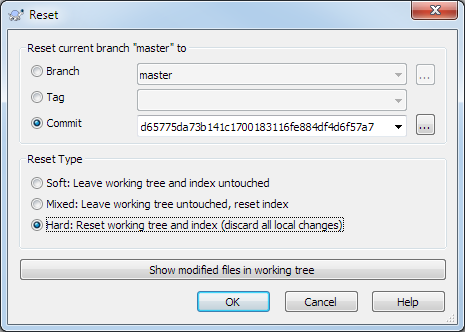 Reset
Reset current branch "master" to
Branch
master
...
Tag
Commit
d65775da73b141c1700183116fe884df4d6f57a7
...
Reset Type
Soft: Leave working tree and index untouched
Mixed: Leave working tree untouched, reset index
Hard: Reset working tree and index (discard all local changes)
Show modified files in working tree
OK
Cancel
Help